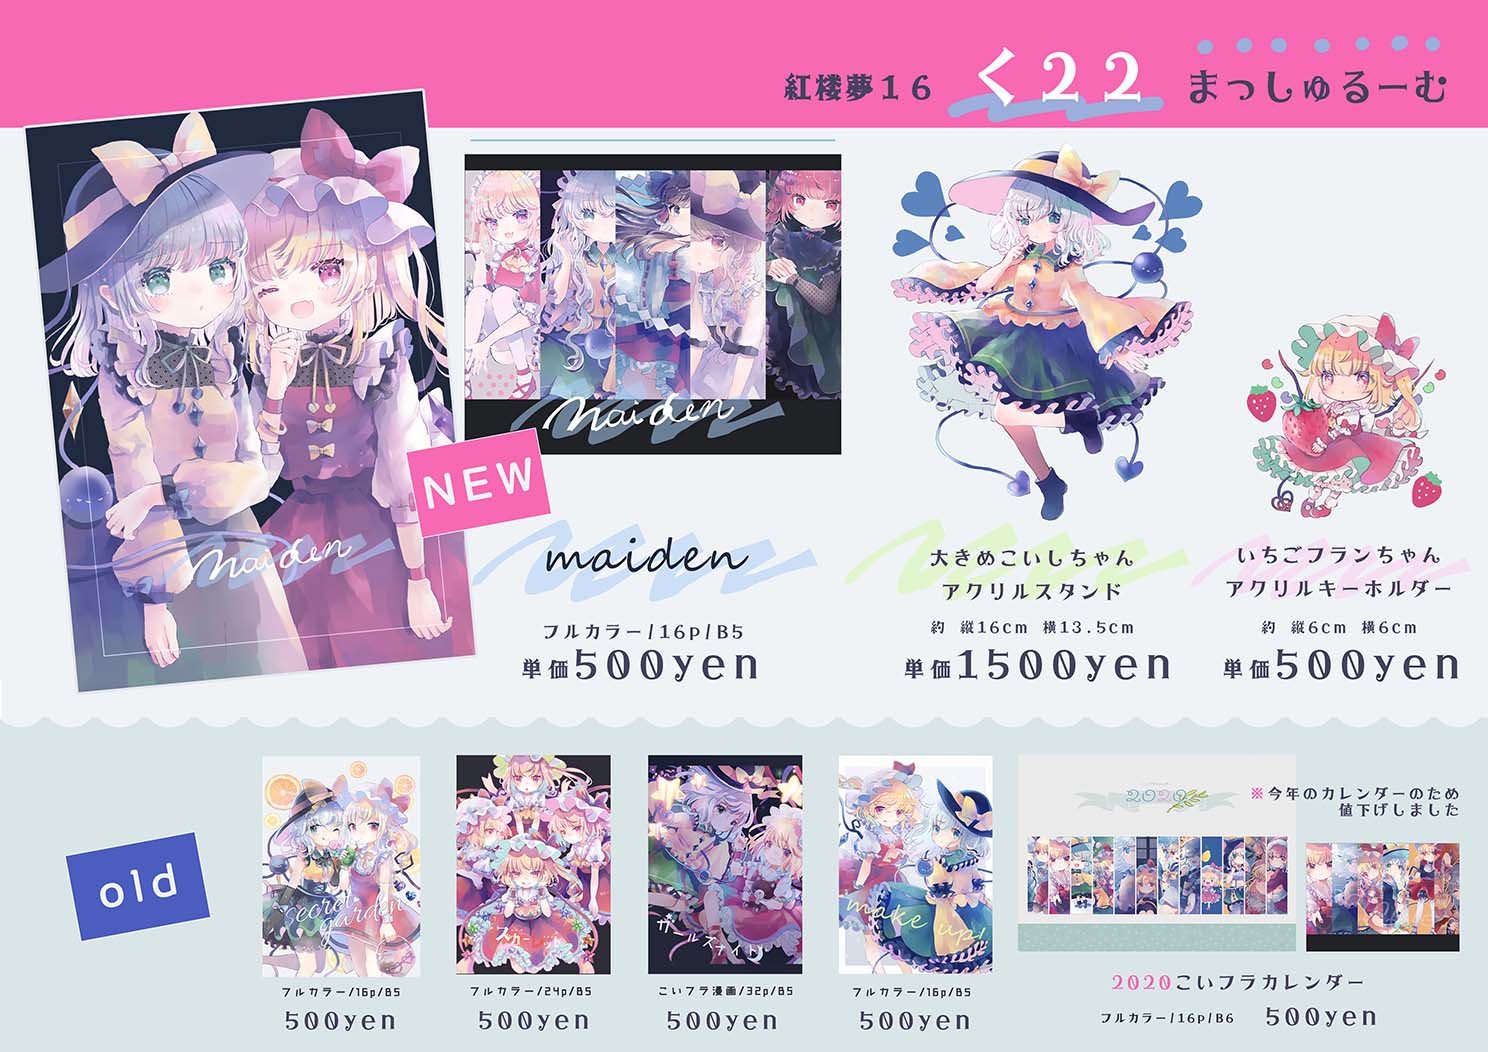 紅楼夢16 く22 まっしゅるーむ
maiden
maiden
NEW
maiden
フルカラー/16p/B5
単価500yen
大きめこいしちゃん
アクリルスタンド
約 縦16cm 横13.5cm
単価1500yen
いちごフランちゃん
アクリルキーホルダー
約 縦6cm 横6cm
単価500yen
old
secret garden
フルカラー/16p/B5
500yen
スカーレット
フルカラー/24p/B5
500yen
ガールズナイト
こいフラ漫画/32p/B5
500yen
make up!
フルカラー/16p/B5
500yen
2020
※今年のカレンダーのため
値下げしました
2020こいフラカレンダー
フルカラー/16p/B6 500yen